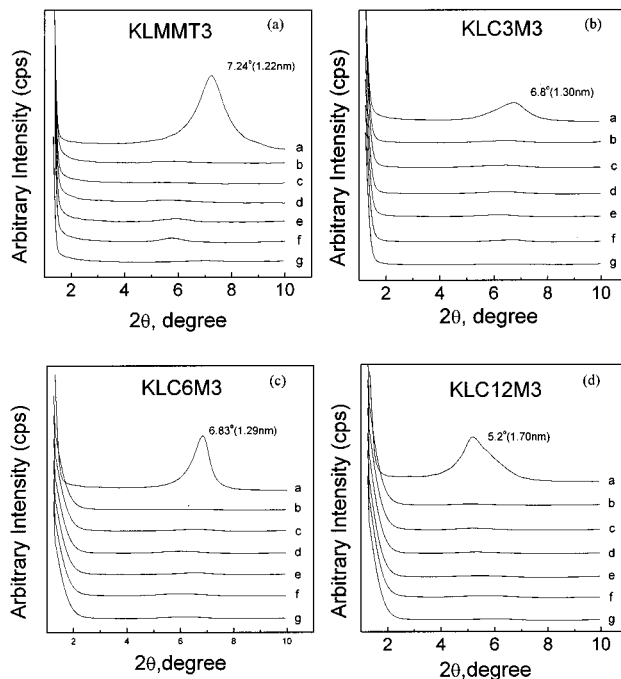 KLMMT3
(a)
7.24°(1.22nm)
a
b
c
d
e
f
g
Arbitrary Intensity (cps)
2 4 6 8 10
2θ, degree
KLC3M3
(b)
6.8°(1.30nm)
a
b
c
d
e
f
g
Arbitrary Intensity (cps)
2 4 6 8 10
2θ, degree
KLC6M3
(c)
6.83°(1.29nm)
a
b
c
d
e
f
g
Arbitrary Intensity (cps)
2 4 6 8 10
2θ,degree
KLC12M3
(d)
5.2°(1.70nm)
a
b
c
d
e
f
g
Arbitrary Intensity (cps)
2 4 6 8 10
2θ,degree